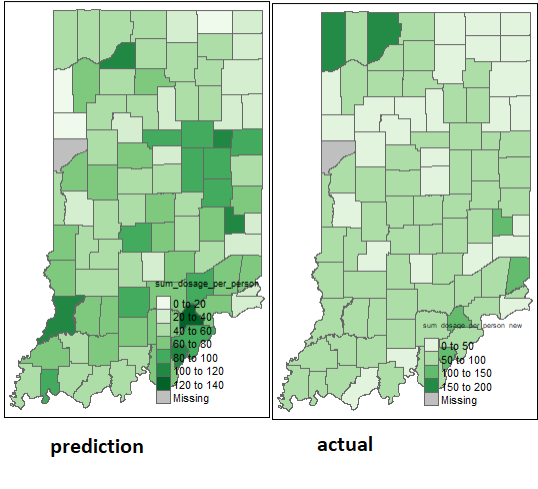 sum_dosage_per_person
0 to 20
20 to 40
40 to 60
60 to 80
80 to 100
100 to 120
120 to 140
Missing
sum_dosage_per_person_new
0 to 50
50 to 100
100 to 150
150 to 200
Missing
prediction
actual